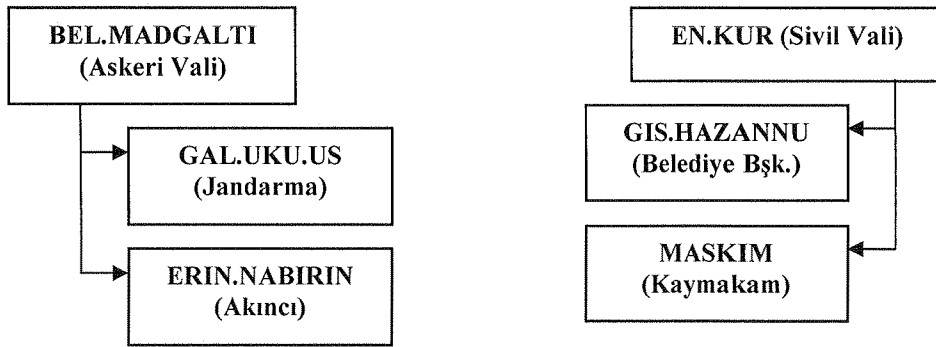 BEL.MADGALTI
(Askeri Vali)
GAL.UKU.US
(Jandarma)
ERIN.NABIRIN
(Akıncı)
EN.KUR (Sivil Vali)
GIS.HAZANNU
(Belediye Bşk.)
MASKIM
(Kaymakam)